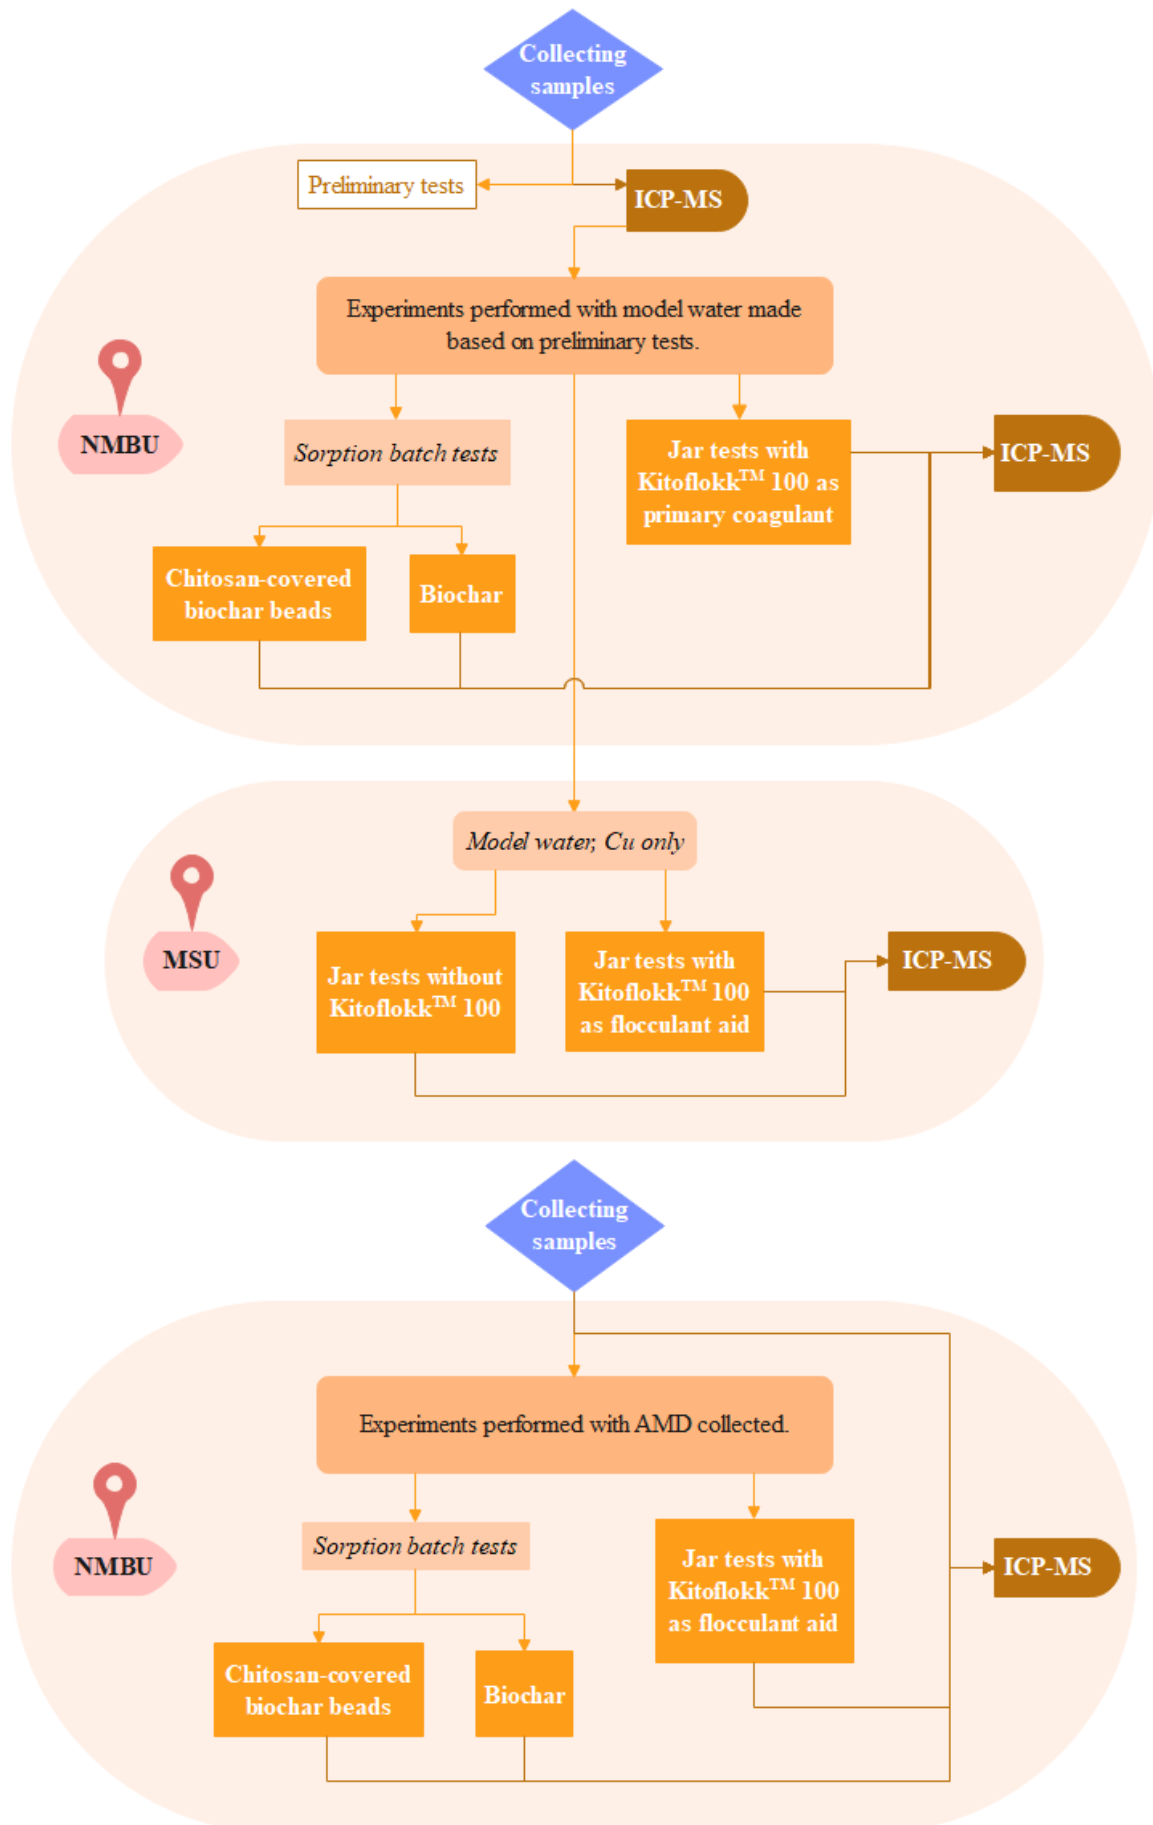 Collecting
samples
Preliminary tests
ICP-MS
Experiments performed with model water made
based on preliminary tests.
NMBU
Sorption batch tests
Jar tests with
Kitoflokk™ 100 as
primary coagulant
ICP-MS
Chitosan-covered
biochar beads
Biochar
Model water, Cu only
MSU
Jar tests without
Kitoflokk™ 100
Jar tests with
Kitoflokk™ 100
as flocculant aid
ICP-MS
Collecting
samples
Experiments performed with AMD collected.
NMBU
Sorption batch tests
Jar tests with
Kitoflokk™ 100
as flocculant aid
ICP-MS
Chitosan-covered
biochar beads
Biochar